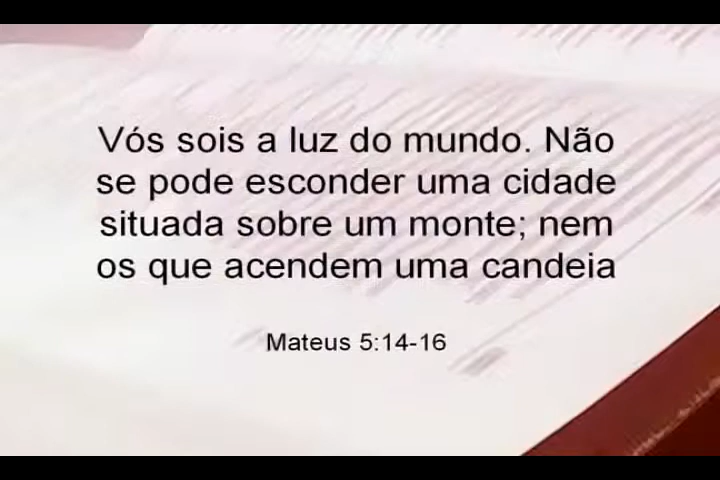 Vós sois a luz do mundo. Não
se pode esconder uma cidade
situada sobre um monte; nem
os que acendem uma candeia
Mateus 5:14-16